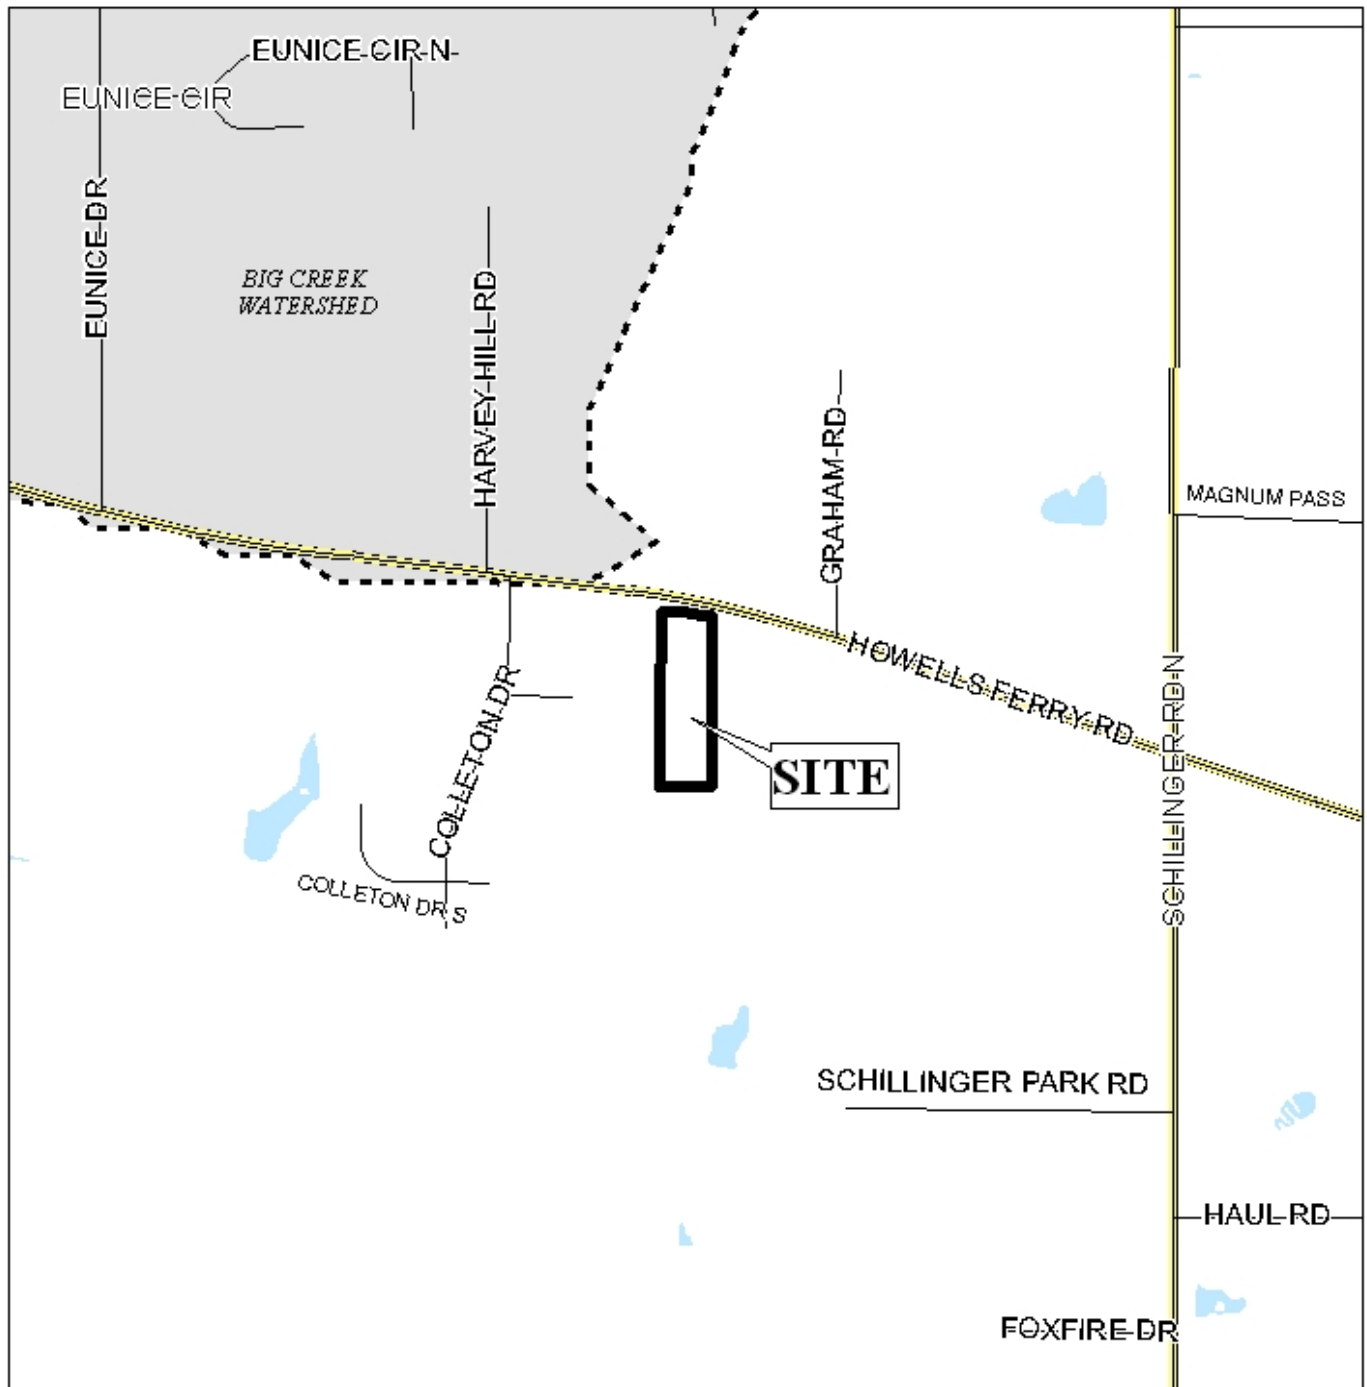 EUNICE CIR N
EUNICE CIR
EUNICE DR
BIG CREEK
WATERSHED
HARVEY HILL RD
GRAHAM RD
MAGNUM PASS
HOWELLS FERRY RD
SCHILLINGER RD N
COLLETON DR
SITE
COLLETON DR S
SCHILLINGER PARK RD
HAUL RD
FOXFIRE DR